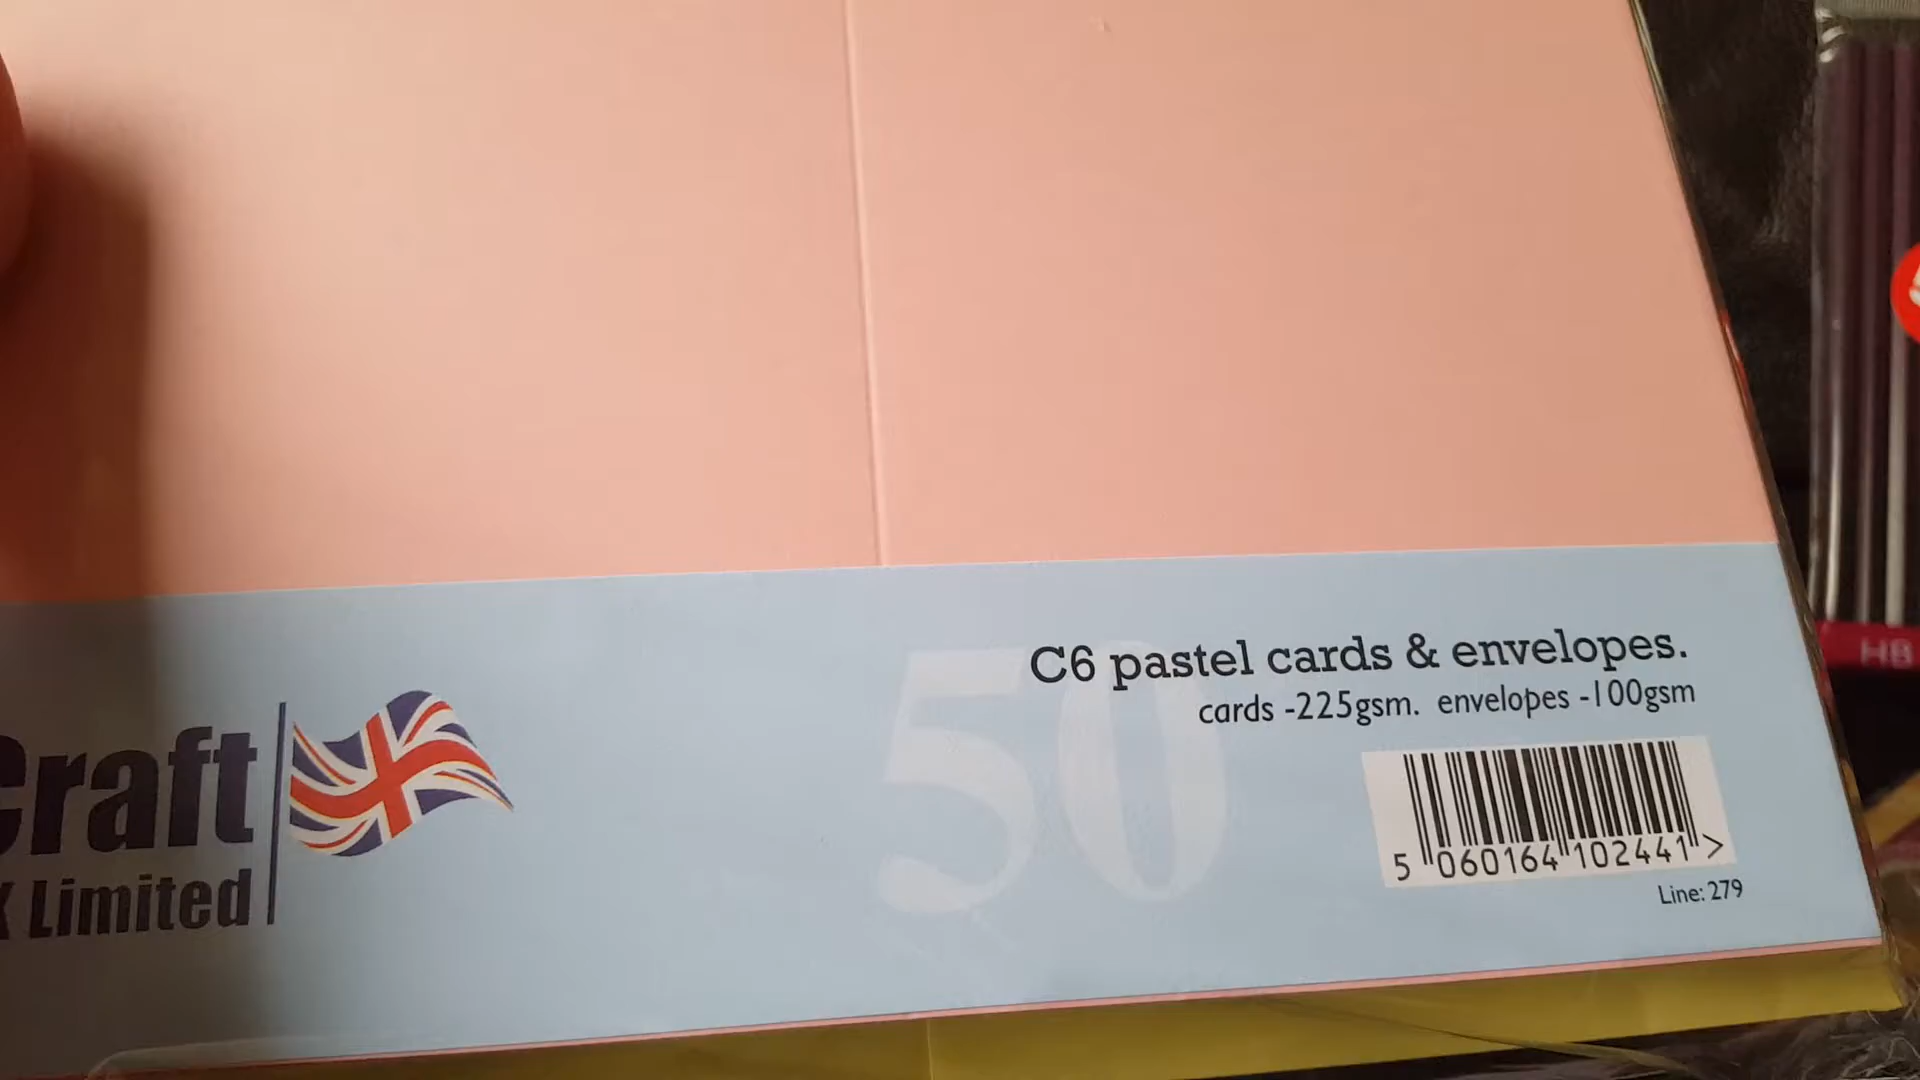 50
C6 pastel cards & envelopes.
cards -225gsm. envelopes -100gsm
Craft
Limited
5 060164 102441 >
Line: 279
HB